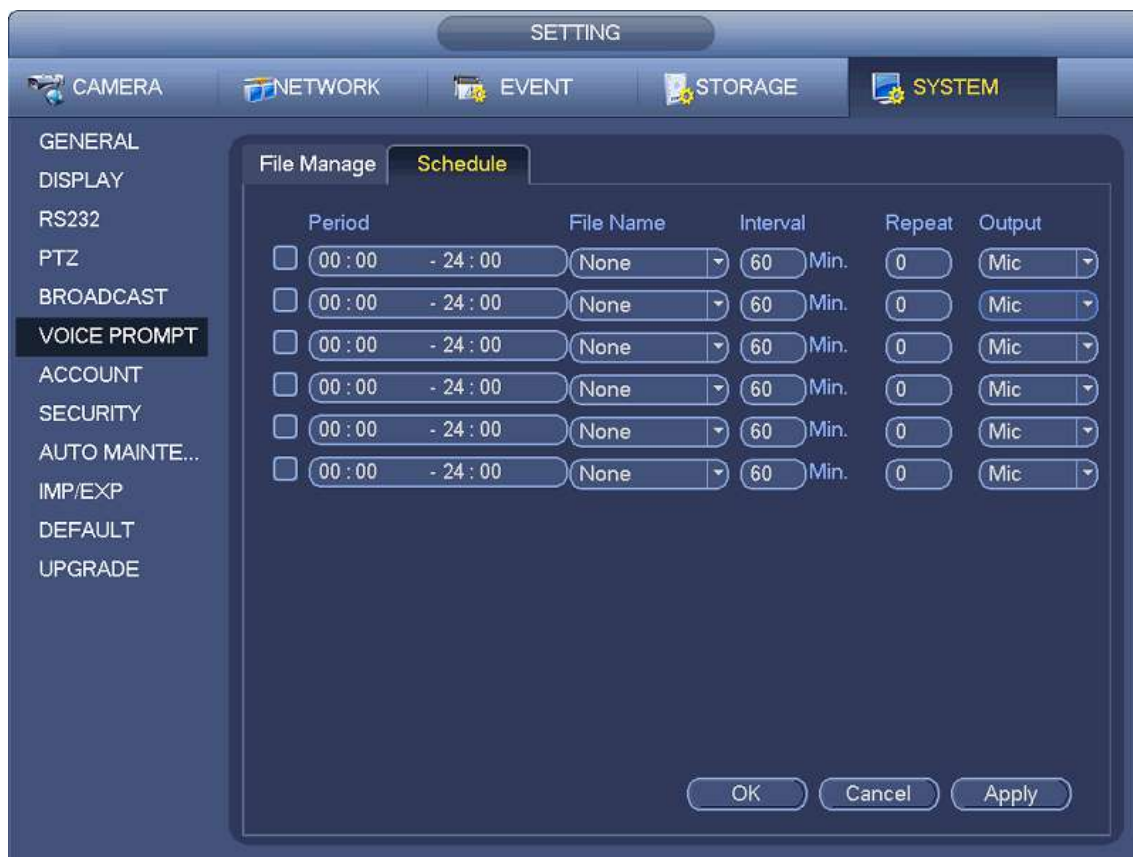 SETTING
CAMERA NETWORK EVENT STORAGE SYSTEM
GENERAL
DISPLAY
RS232
PTZ
BROADCAST
VOICE PROMPT
ACCOUNT
SECURITY
AUTO MAINTE...
IMP/EXP
DEFAULT
UPGRADE
File Manage Schedule
Period File Name Interval Repeat Output
00 : 00 - 24 : 00 None 60 Min. 0 Mic
00 : 00 - 24 : 00 None 60 Min. 0 Mic
00 : 00 - 24 : 00 None 60 Min. 0 Mic
00 : 00 - 24 : 00 None 60 Min. 0 Mic
00 : 00 - 24 : 00 None 60 Min. 0 Mic
00 : 00 - 24 : 00 None 60 Min. 0 Mic
OK Cancel Apply